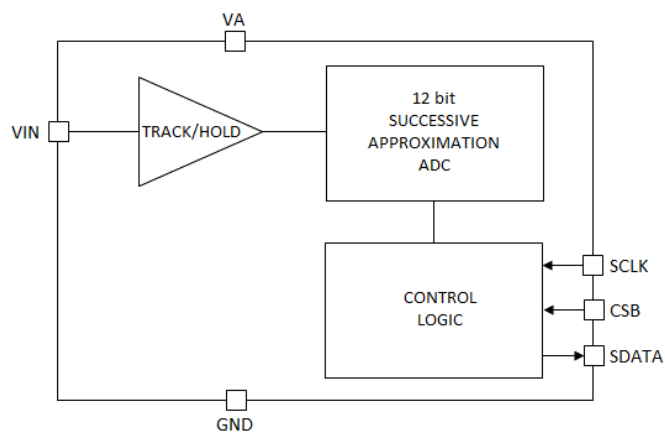 VA
VIN
TRACK/HOLD
12 bit
SUCCESSIVE
APPROXIMATION
ADC
CONTROL
LOGIC
SCLK
CSB
SDATA
GND